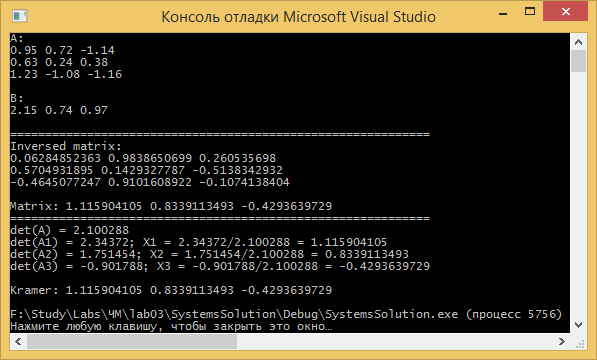 Консоль отладки Microsoft Visual Studio
A:
0.95 0.72 -1.14
0.63 0.24 0.38
1.23 -1.08 -1.16
B:
2.15 0.74 0.97
============================================================
Inversed matrix:
0.06284852363 0.9838650699 0.260535698
0.5704931895 0.1429327787 -0.5138342932
-0.4645077247 0.9101608922 -0.1074138404
Matrix: 1.115904105 0.8339113493 -0.4293639729
============================================================
det(A) = 2.100288
det(A1) = 2.34372; X1 = 2.34372/2.100288 = 1.115904105
det(A2) = 1.751454; X2 = 1.751454/2.100288 = 0.8339113493
det(A3) = -0.901788; X3 = -0.901788/2.100288 = -0.4293639729
Kramer: 1.115904105 0.8339113493 -0.4293639729
F:\Study\Labs\ЧМ\lab03\SystemsSolution\Debug\SystemsSolution.exe (процесс 5756)
Нажмите любую клавишу, чтобы закрыть это окно…